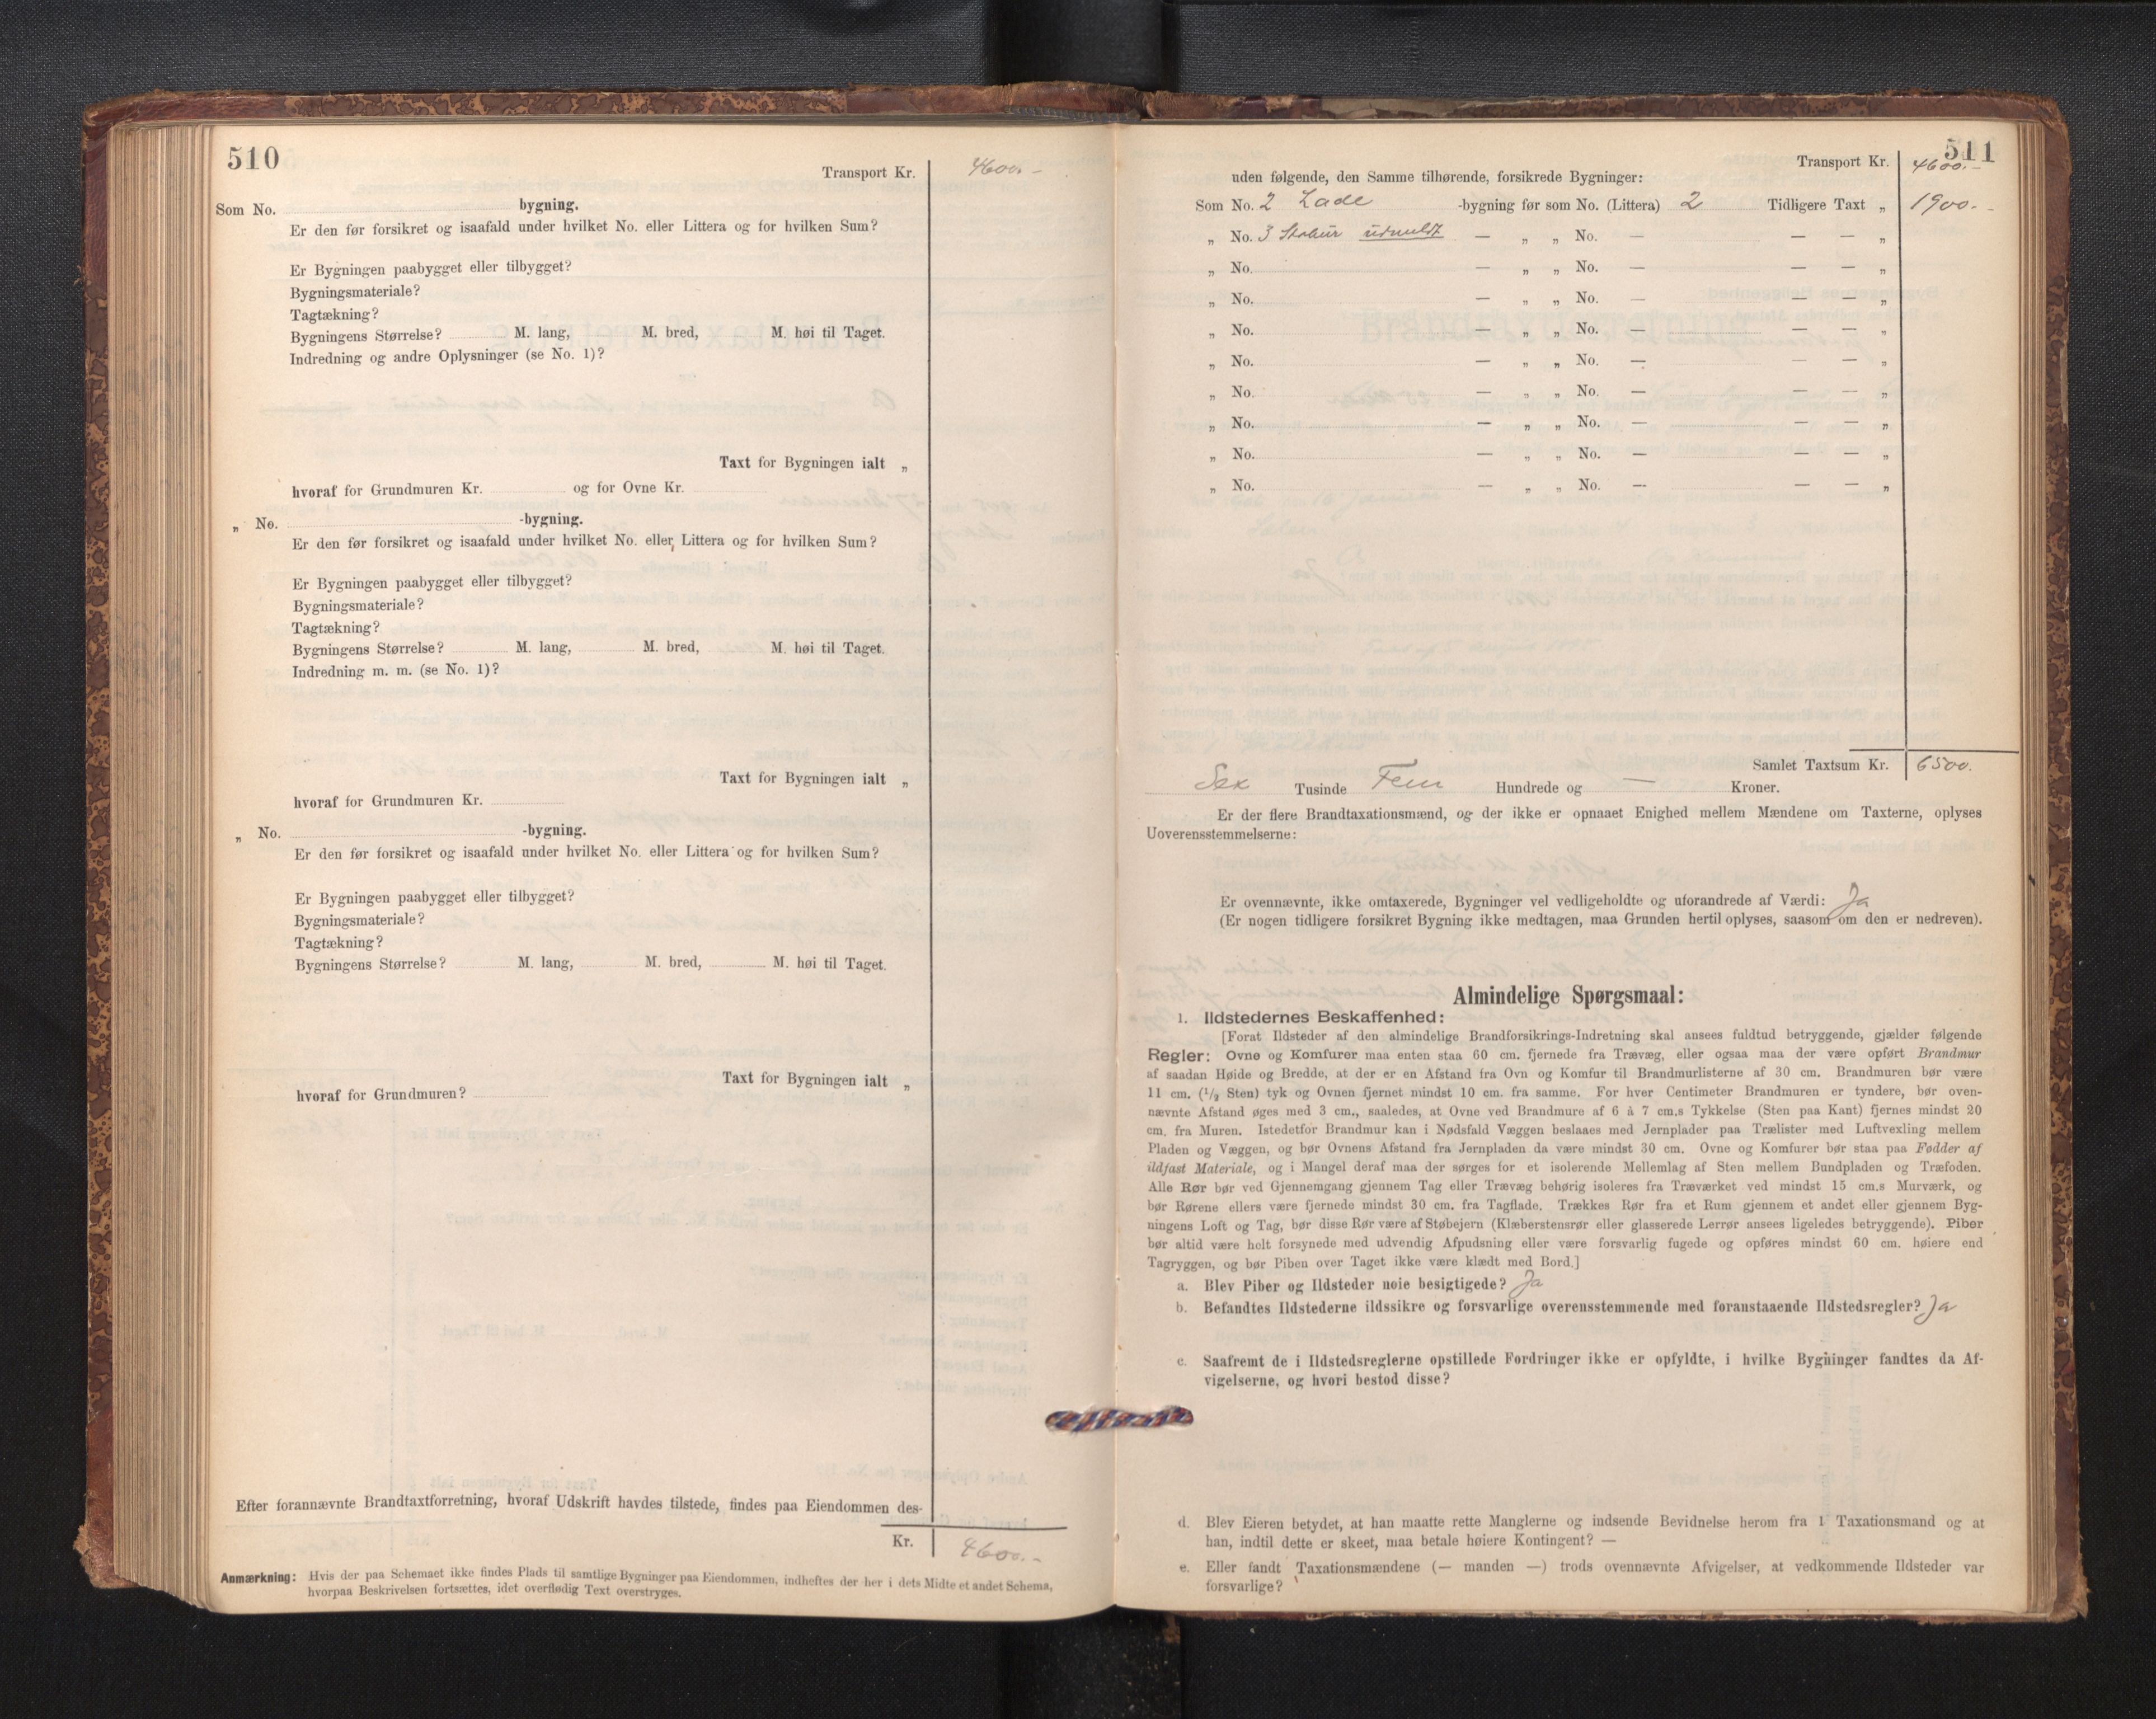 510
Transport Kr. 4600.-
Som No. bygning.
Er den før forsikret og isaafald under hvilket No. eller Littera og for hvilken Sum?
Er Bygningen paabygget eller tilbygget?
Bygningsmateriale?
Tagtækning?
Bygningens Størrelse? M. lang, M. bred, M. høi til Taget.
Indredning og andre Oplysninger (se No. 1)?
Taxt for Bygningen ialt „
hvoraf for Grundmuren Kr. og for Ovne Kr.
„ No. -bygning.
Er den før forsikret og isaafald under hvilket No. eller Littera og for hvilken Sum?
Er Bygningen paabygget eller tilbygget?
Bygningsmateriale?
Tagtækning?
Bygningens Størrelse? M. lang, M. bred, M. høi til Taget.
Indredning m. m. (se No. 1)?
Taxt for Bygningen ialt „
hvoraf for Grundmuren Kr.
„ No. -bygning.
Er den før forsikret og isaafald under hvilket No. eller Littera og for hvilken Sum?
Er Bygningen paabygget eller tilbygget?
Bygningsmateriale?
Tagtækning?
Bygningens Størrelse? M. lang, M. bred, M. høi til Taget.
Taxt for Bygningen ialt „
hvoraf for Grundmuren?
Efter forannævnte Brandtaxtforretning, hvoraf Udskrift havdes tilstede, findes paa Eiendommen des-
Kr. 4600.-
Anmærkning: Hvis der paa Schemaet ikke findes Plads til samtlige Bygninger paa Eiendommen, indheftes der her i dets Midte et andet Schema,
hvorpaa Beskrivelsen fortsættes, idet overflødig Text overstryges.
511
Transport Kr. 4600.-
uden følgende, den Samme tilhørende, forsikrede Bygninger:
Som No. 2 Lade -bygning før som No. (Littera) 2 Tidligere Taxt „ 1900.-
„ No. 3 Stabur udmeldt — „ „ No. — — — „
„ No. — „ „ No. — — — „
„ No. — „ „ No. — — — „
„ No. — „ „ No. — — — „
„ No. — „ „ No. — — — „
„ No. — „ „ No. — — — „
„ No. — „ „ No. — — — „
„ No. — „ „ No. — — — „
„ No. — „ „ No. — — — „
Samlet Taxtsum Kr. 6500.
Sex Tusinde Fem Hundrede og — Kroner.
Er der flere Brandtaxationsmænd, og der ikke er opnaaet Enighed mellem Mændene om Taxterne, oplyses
Uoverensstemmelserne:
Er ovennævnte, ikke omtaxerede, Bygninger vel vedligeholdte og uforandrede af Værdi: Ja
(Er nogen tidligere forsikret Bygning ikke medtagen, maa Grunden hertil oplyses, saasom om den er nedreven).
Almindelige Spørgsmaal:
1. Ildstedernes Beskaffenhed:
[Forat Ildsteder af den almindelige Brandforsikrings-Indretning skal ansees fuldtud betryggende, gjælder følgende
Regler: Ovne og Komfurer maa enten staa 60 cm. fjernede fra Trævæg, eller ogsaa maa der være opført Brandmur
af saadan Høide og Bredde, at der er en Afstand fra Ovn og Komfur til Brandmurlisterne af 30 cm. Brandmuren bør være
11 cm. (1/2 Sten) tyk og Ovnen fjernet mindst 10 cm. fra samme. For hver Centimeter Brandmuren er tyndere, bør oven-
nævnte Afstand øges med 3 cm., saaledes, at Ovne ved Brandmure af 6 à 7 cm.s Tykkelse (Sten paa Kant) fjernes mindst 20
cm. fra Muren. Istedetfor Brandmur kan i Nødsfald Væggen beslaaes med Jernplader paa Trælister med Luftvexling mellem
Pladen og Væggen, og bør Ovnens Afstand fra Jernpladen da være mindst 30 cm. Ovne og Komfurer bør staa paa Fødder af
ildfast Materiale, og i Mangel deraf maa der sørges for et isolerende Mellemlag af Sten mellem Bundpladen og Træfoden.
Alle Rør bør ved Gjennemgang gjennem Tag eller Trævæg behørig isoleres fra Træværket ved mindst 15 cm.s Murværk, og
bør Rørene ellers være fjernede mindst 30 cm. fra Tagflade. Trækkes Rør fra et Rum gjennem et andet eller gjennem Byg-
ningens Loft og Tag, bør disse Rør være af Støbejern (Klæberstensrør eller glasserede Lerrør ansees ligeledes betryggende). Piber
bør altid være helt forsynede med udvendig Afpudsning eller være forsvarlig fugede og opføres mindst 60 cm. høiere end
Tagryggen, og bør Piben over Taget ikke være klædt med Bord.]
a. Blev Piber og Ildsteder nøie besigtigede? Ja
b. Befandtes Ildstederne ildssikre og forsvarlige overensstemmende med foranstaaende Ildstedsregler? Ja
c. Saafremt de i Ildstedsreglerne opstillede Fordringer ikke er opfyldte, i hvilke Bygninger fandtes da Af-
vigelserne, og hvori bestod disse?
d. Blev Eieren betydet, at han maatte rette Manglerne og indsende Bevidnelse herom fra 1 Taxationsmand og at
han, indtil dette er skeet, maa betale høiere Kontingent? —
e. Eller fandt Taxationsmændene (— manden —) trods ovennævnte Afvigelser, at vedkommende Ildsteder var
forsvarlige?